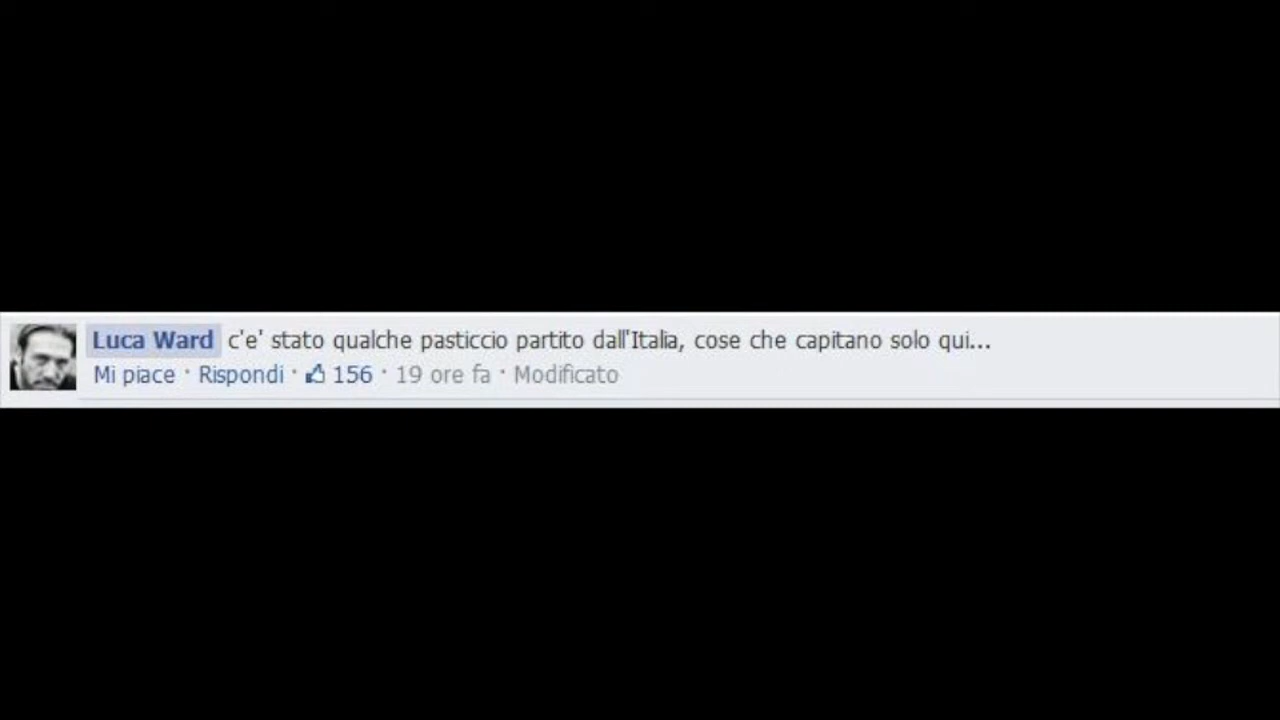 Luca Ward c'e' stato qualche pasticcio partito dall'Italia, cose che capitano solo qui...
Mi piace · Rispondi · 156 · 19 ore fa · Modificato